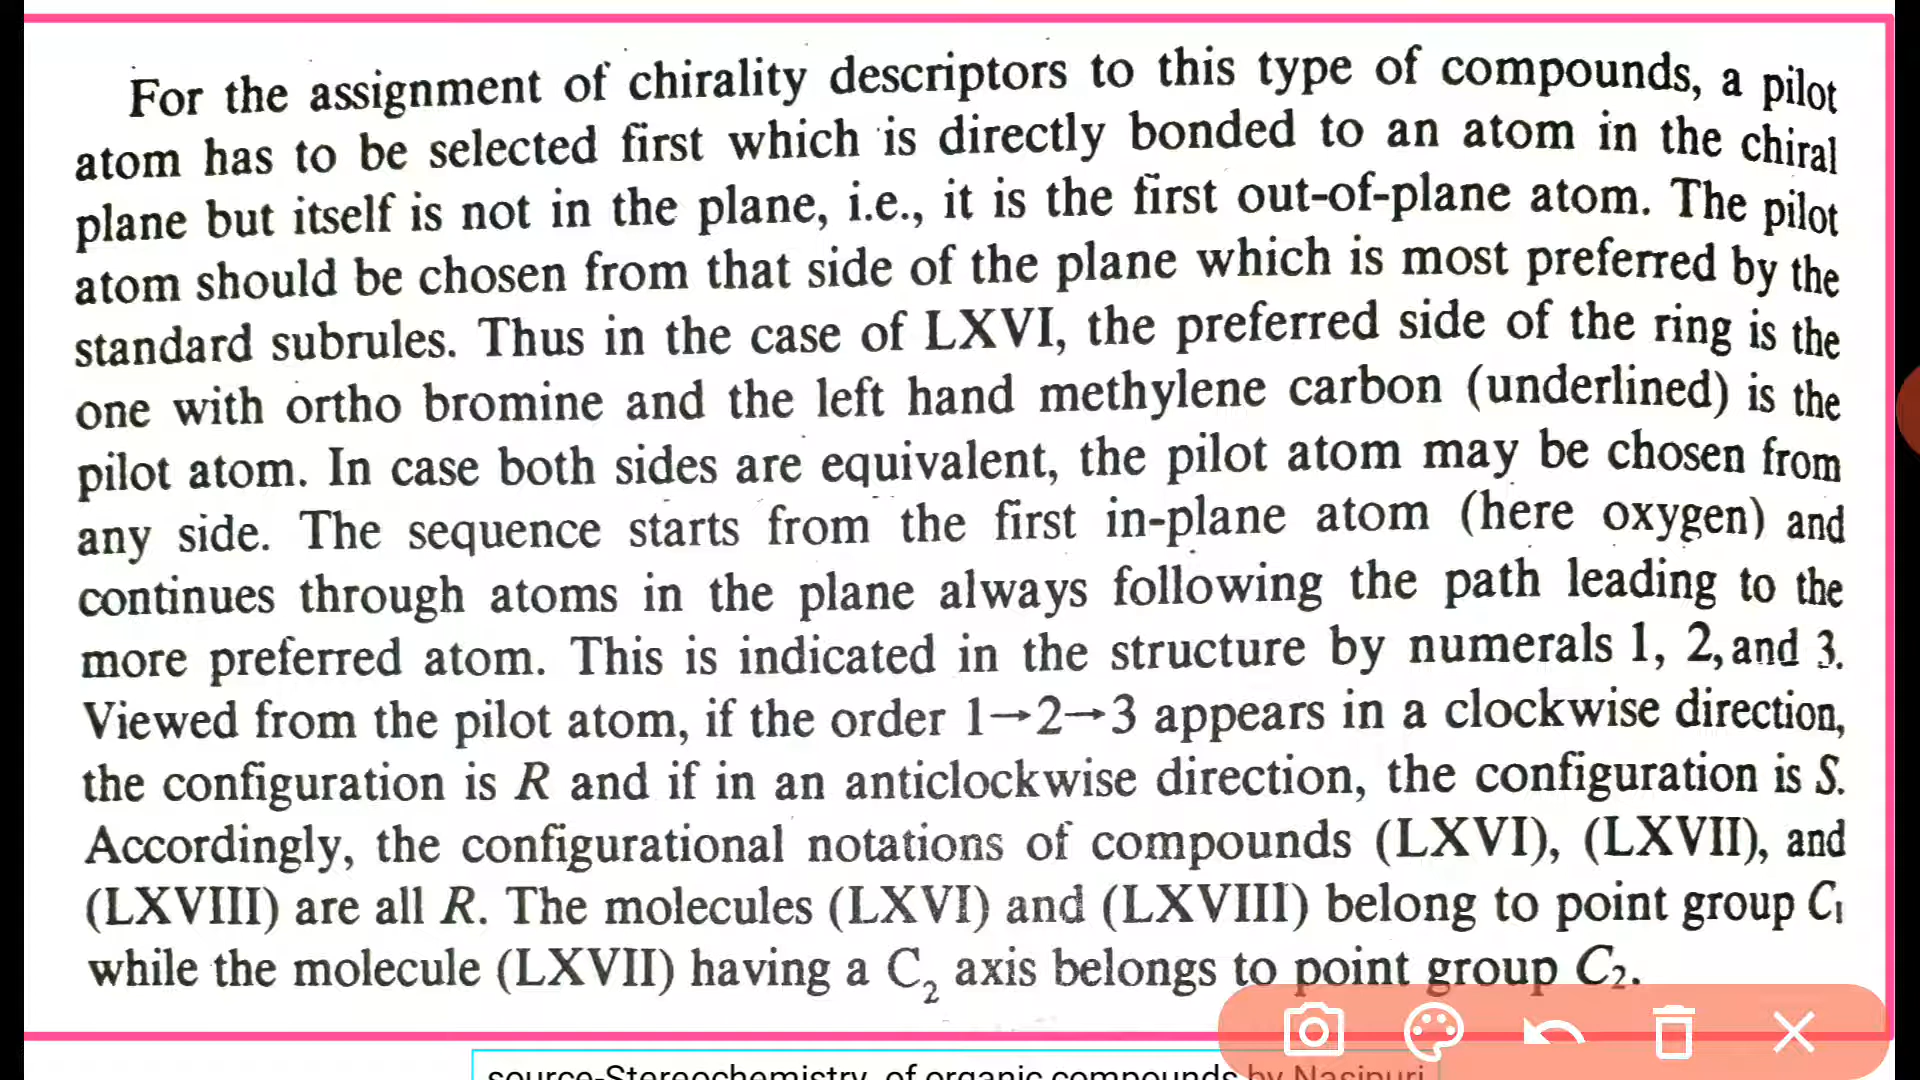 For the assignment of chirality descriptors to this type of compounds, a pilot
atom has to be selected first which is directly bonded to an atom in the chiral
plane but itself is not in the plane, i.e., it is the first out-of-plane atom. The pilot
atom should be chosen from that side of the plane which is most preferred by the
standard subrules. Thus in the case of LXVI, the preferred side of the ring is the
one with ortho bromine and the left hand methylene carbon (underlined) is the
pilot atom. In case both sides are equivalent, the pilot atom may be chosen from
any side. The sequence starts from the first in-plane atom (here oxygen) and
continues through atoms in the plane always following the path leading to the
more preferred atom. This is indicated in the structure by numerals 1, 2, and 3.
Viewed from the pilot atom, if the order 1→2→3 appears in a clockwise direction,
the configuration is R and if in an anticlockwise direction, the configuration is S.
Accordingly, the configurational notations of compounds (LXVI), (LXVII), and
(LXVIII) are all R. The molecules (LXVI) and (LXVIII) belong to point group C₁
while the molecule (LXVII) having a C₂ axis belongs to point group C₂.
source-Stereochemistry of organic compounds by Nasipuri